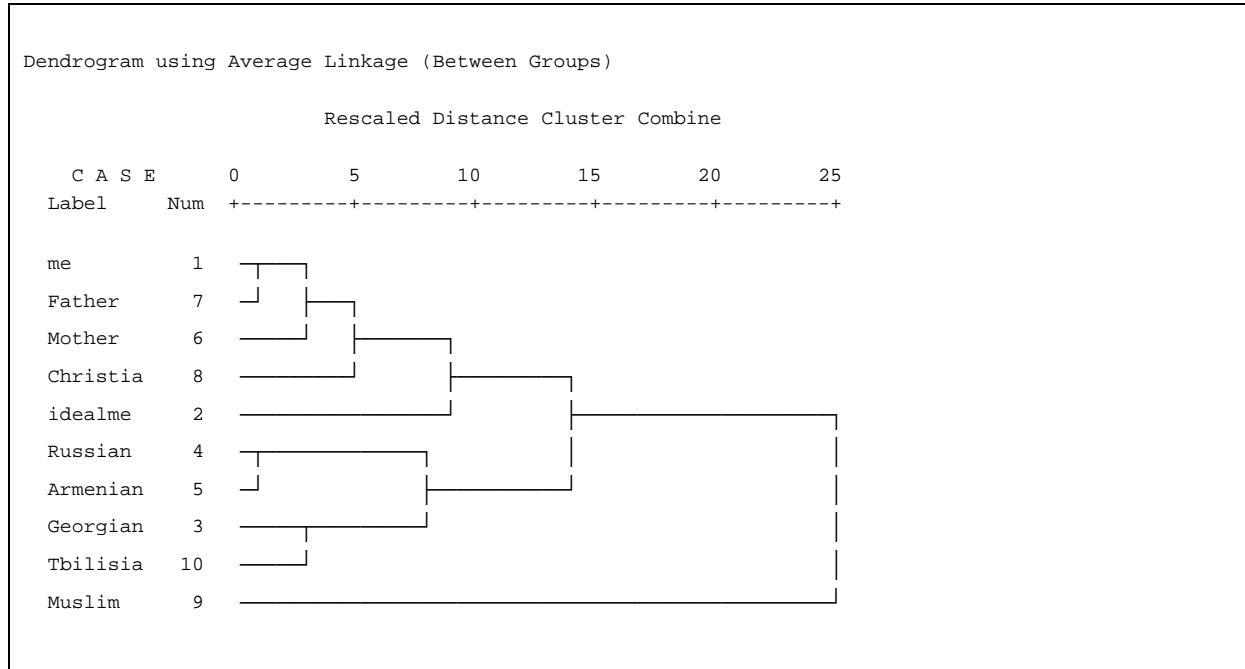 Dendrogram using Average Linkage (Between Groups)
Rescaled Distance Cluster Combine
C A S E 0 5 10 15 20 25
Label Num +---------+---------+---------+---------+---------+
me 1
Father 7
Mother 6
Christia 8
idealme 2
Russian 4
Armenian 5
Georgian 3
Tbilisia 10
Muslim 9